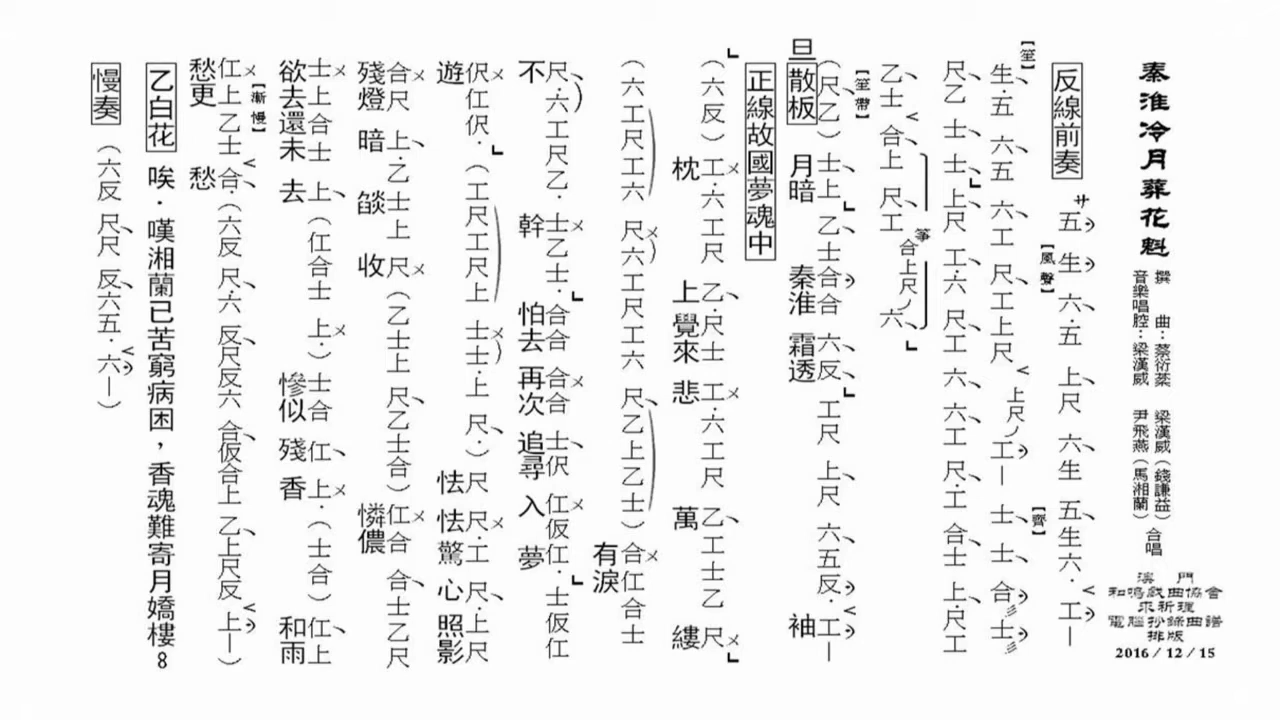 秦淮冷月葬花魁
撰曲：蔡衍棻
音樂唱腔：梁漢威
梁漢威（錢謙益）
尹飛燕（馬湘蘭）
合唱
澳門
和鳴戲曲協會
電腦抄錄曲譜
排版
2016/12/15
反線前奏 サ 五 生 六·五 上尺 六生 五生六· 工—
【風聲】
【笙】
生·五 六五 六工 尺工上尺 上尺ノ工— 士 士 合 士
【齊】
尺乙 士 士 上尺 工·六 尺工 六 六工 尺·工 合士 上·尺工
乙士 合上 尺工 六
箏 合上尺ノ
【笙帶】
（尺乙）士上 乙士 合合 六反 工尺 上尺 六五反· 工—
旦 散板 月暗 秦淮 霜透 袖
正線故國夢魂中
（六反）工·六工尺 乙·尺士 工·六工尺 乙工士乙 尺
枕 上覺來 悲 萬 縷
（六工尺工六 尺六工尺工六 尺乙上乙士）合仜合士
有淚
尺·六工尺乙·士乙士·合合 合合 士伬 仜仮仜·士仮仜
不 幹 怕去 再次 追尋 入 夢
伬仜伬·（工尺工尺上 士士·上 尺·）尺 尺·工 尺·上尺
遊 怯 怯 驚 心 照影
合尺 上·乙士上 尺（乙士上 尺乙士合）仜合 合士乙尺
殘燈 暗 燄 收 憐儂
士上合士 上（仜合士 上·）士合 仜 上·（士合）仜上
欲去還未 去 慘似 殘 香 和雨
【漸慢】
仜上 乙士 合·（六反 尺·六 反尺反六 合仮合上 乙上尺反 上—）
愁更 愁
乙白花 唉·嘆湘蘭已苦窮病困，香魂難寄月嬌樓8
慢奏（六反 尺尺 反六五·六—）